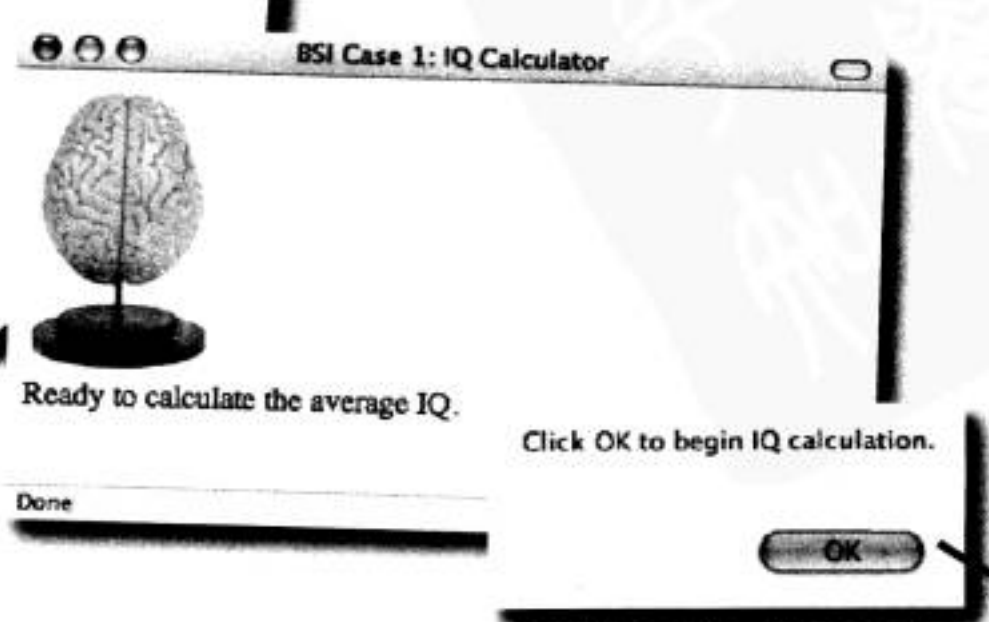 BSI Case 1: IQ Calculator
Ready to calculate the average IQ.
Click OK to begin IQ calculation.
Done
OK